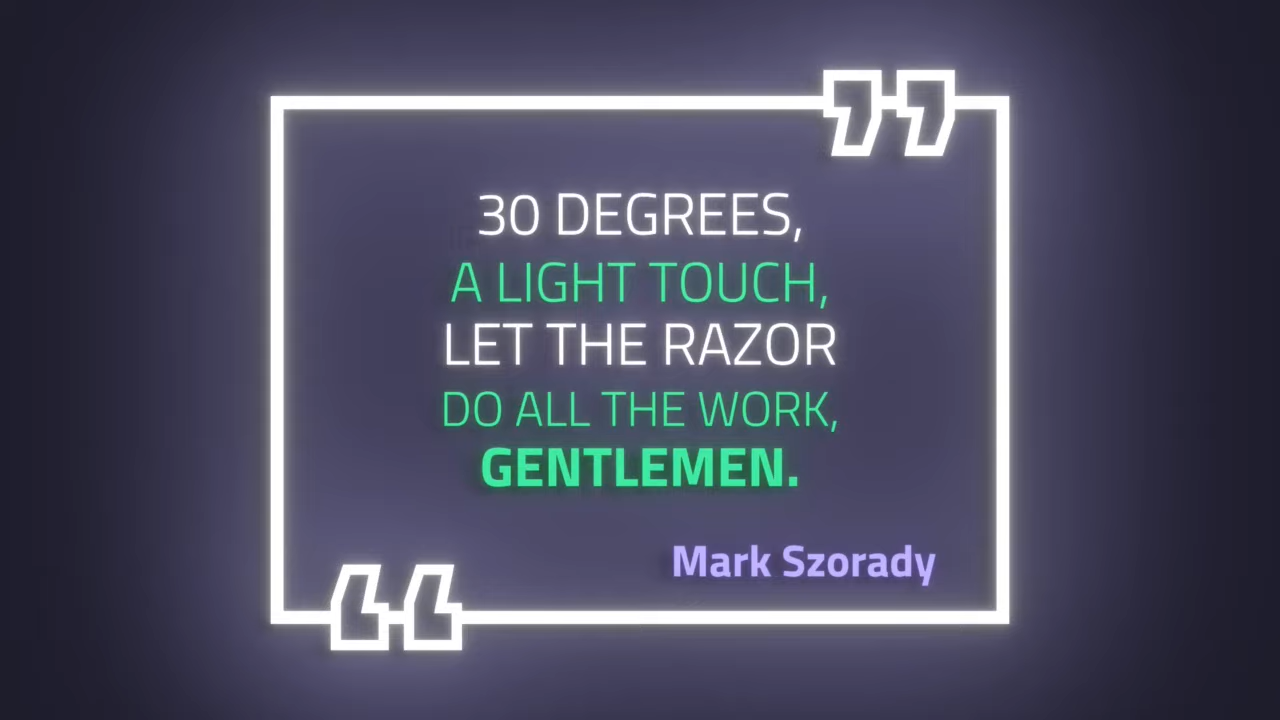 30 DEGREES,
A LIGHT TOUCH,
LET THE RAZOR
DO ALL THE WORK,
GENTLEMEN.
Mark Szorady